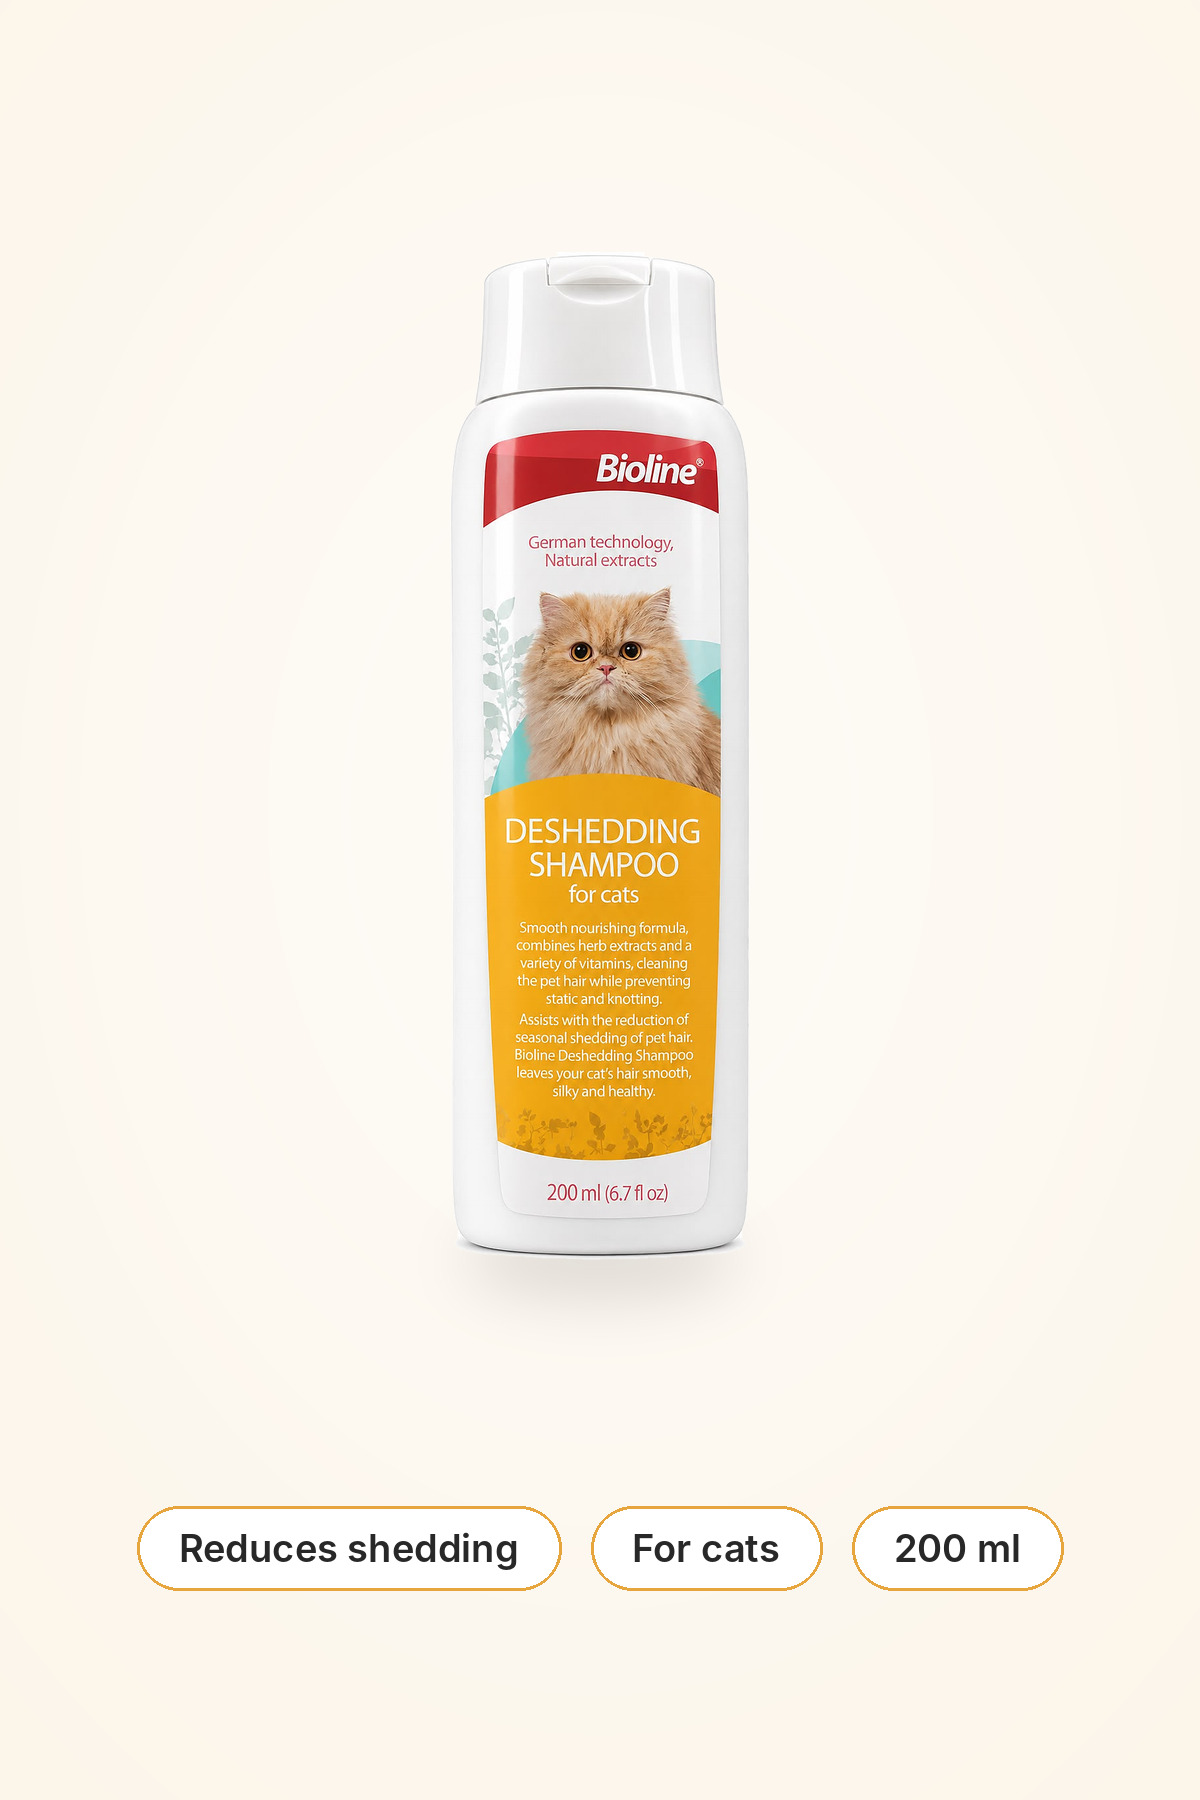 Bioline®
German technology,
Natural extracts
DESHEDDING
SHAMPOO
for cats
Smooth nourishing formula,
combines herb extracts and a
variety of vitamins, cleaning
the pet hair while preventing
static and knotting.
Assists with the reduction of
seasonal shedding of pet hair.
Bioline Deshedding Shampoo
leaves your cat's hair smooth,
silky and healthy.
200 ml (6.7 fl oz)
Reduces shedding
For cats
200 ml